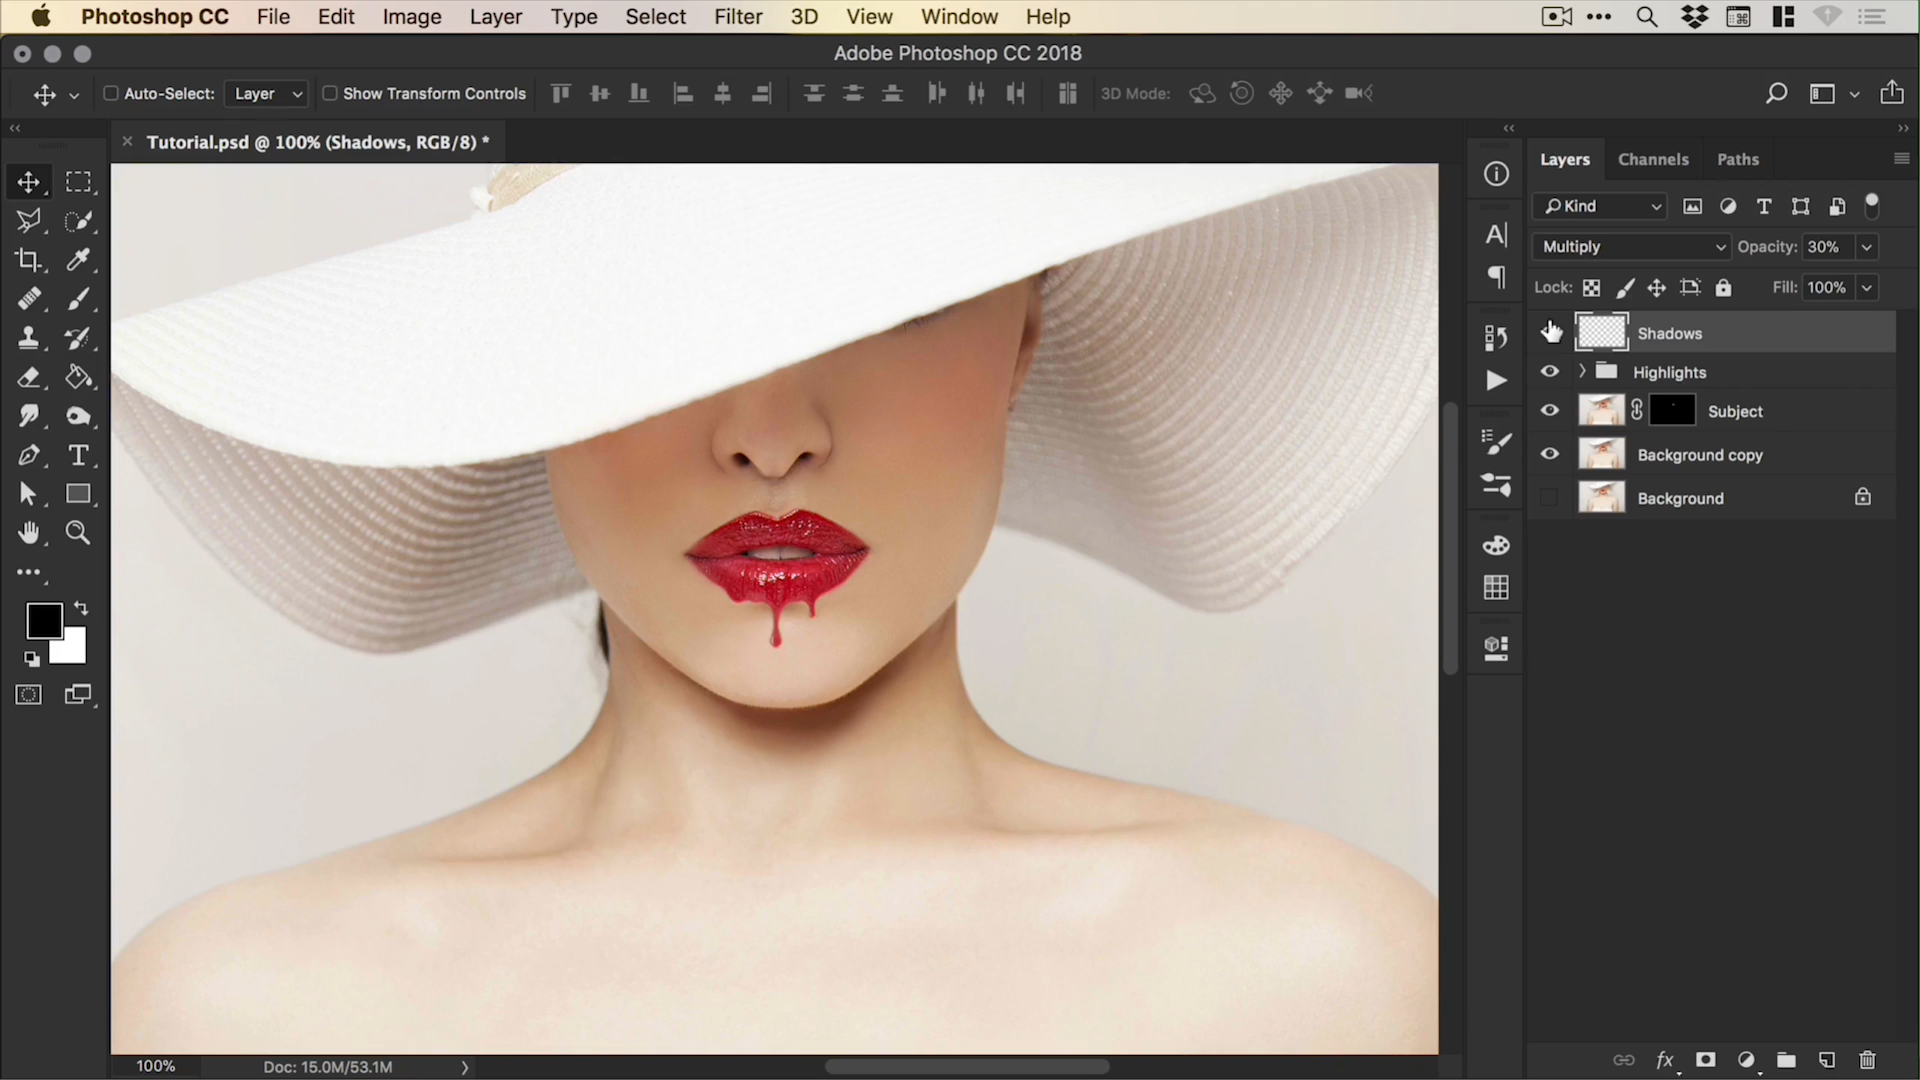 Photoshop CC File Edit Image Layer Type Select Filter 3D View Window Help
Adobe Photoshop CC 2018
Auto-Select: Layer Show Transform Controls 3D Mode:
× Tutorial.psd @ 100% (Shadows, RGB/8) *
Layers Channels Paths
Kind
Multiply Opacity: 30%
Lock: Fill: 100%
Shadows
Highlights
Subject
Background copy
Background
100% Doc: 15.0M/53.1M
fx